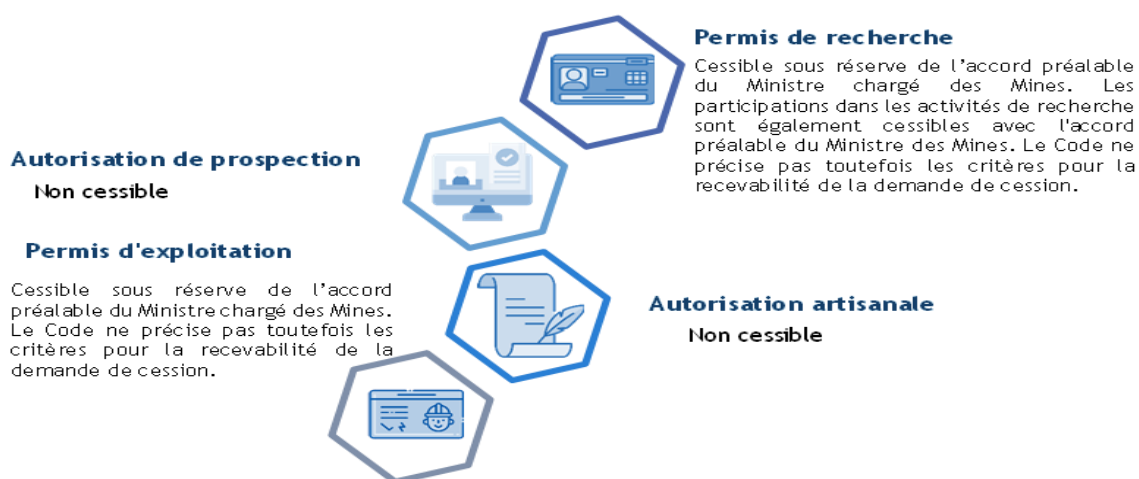 Permis de recherche
Cessible sous réserve de l’accord préalable
du Ministre chargé des Mines. Les
participations dans les activités de recherche
sont également cessibles avec l'accord
préalable du Ministre des Mines. Le Code ne
précise pas toutefois les critères pour la
recevabilité de la demande de cession.
Autorisation de prospection
Non cessible
Permis d'exploitation
Cessible sous réserve de l’accord
préalable du Ministre chargé des Mines.
Le Code ne précise pas toutefois les
critères pour la recevabilité de la
demande de cession.
Autorisation artisanale
Non cessible